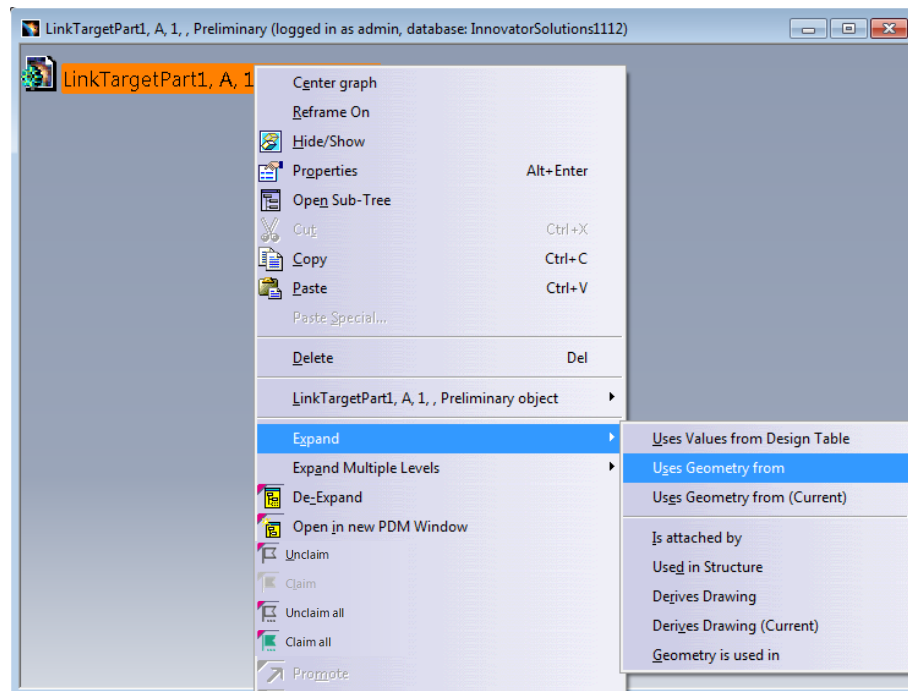 LinkTargetPart1, A, 1, , Preliminary (logged in as admin, database: InnovatorSolutions1112)
LinkTargetPart1, A, 1
Center graph
Reframe On
Hide/Show
Properties Alt+Enter
Open Sub-Tree
Cut Ctrl+X
Copy Ctrl+C
Paste Ctrl+V
Paste Special...
Delete Del
LinkTargetPart1, A, 1, , Preliminary object
Expand
Expand Multiple Levels
De-Expand
Open in new PDM Window
Unclaim
Claim
Unclaim all
Claim all
Promote
Uses Values from Design Table
Uses Geometry from
Uses Geometry from (Current)
Is attached by
Used in Structure
Derives Drawing
Derives Drawing (Current)
Geometry is used in